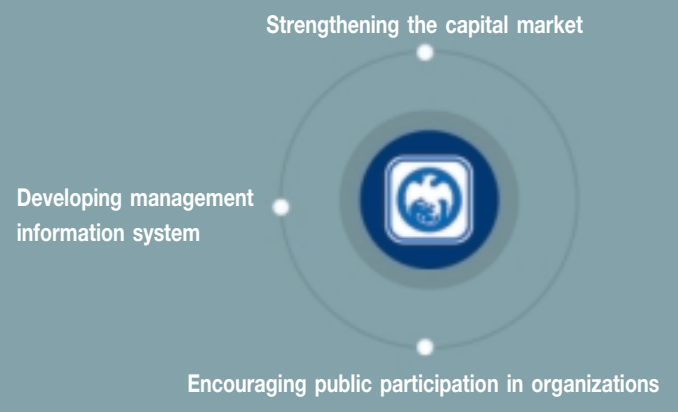 Strengthening the capital market
Developing management
information system
Encouraging public participation in organizations